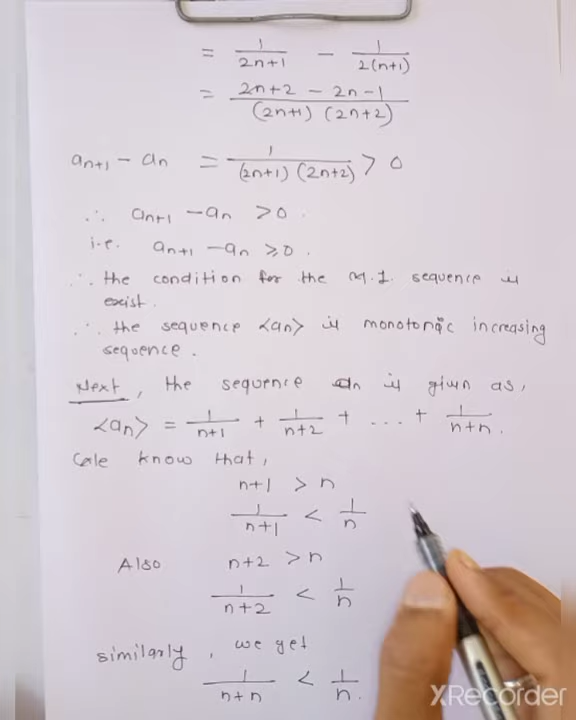 = 1/(2n+1) - 1/(2(n+1))
= (2n+2 - 2n-1)/((2n+1) (2n+2))
a_{n+1} - a_n = 1/((2n+1) (2n+2)) > 0
∴ a_{n+1} - a_n > 0.
i.e. a_{n+1} - a_n ≥ 0.
∴ the condition for the M.I. sequence is
exist.
∴ the sequence <an> is monotonic increasing
sequence.
Next, the sequence an is given as,
<an> = 1/(n+1) + 1/(n+2) + ... + 1/(n+n).
we know that,
n+1 > n
1/(n+1) < 1/n
Also n+2 > n
1/(n+2) < 1/n
similarly, we get
1/(n+n) < 1/n.
XRecorder